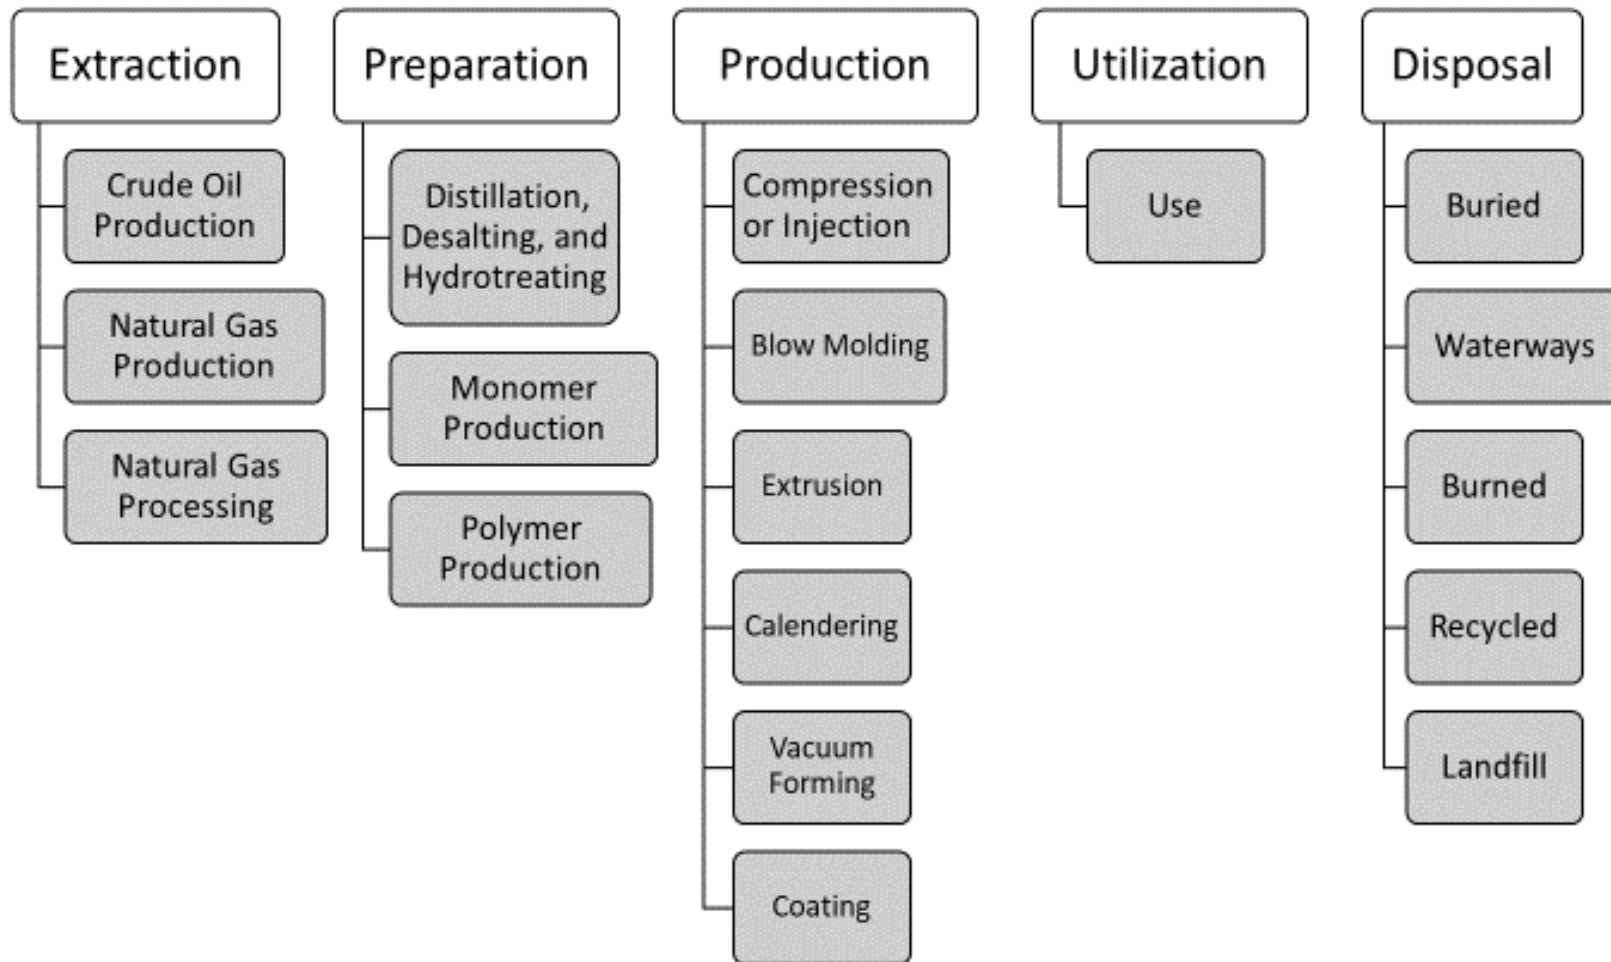 Extraction
Crude Oil
Production
Natural Gas
Production
Natural Gas
Processing
Preparation
Distillation,
Desalting, and
Hydrotreating
Monomer
Production
Polymer
Production
Production
Compression
or Injection
Blow Molding
Extrusion
Calendering
Vacuum
Forming
Coating
Utilization
Use
Disposal
Buried
Waterways
Burned
Recycled
Landfill